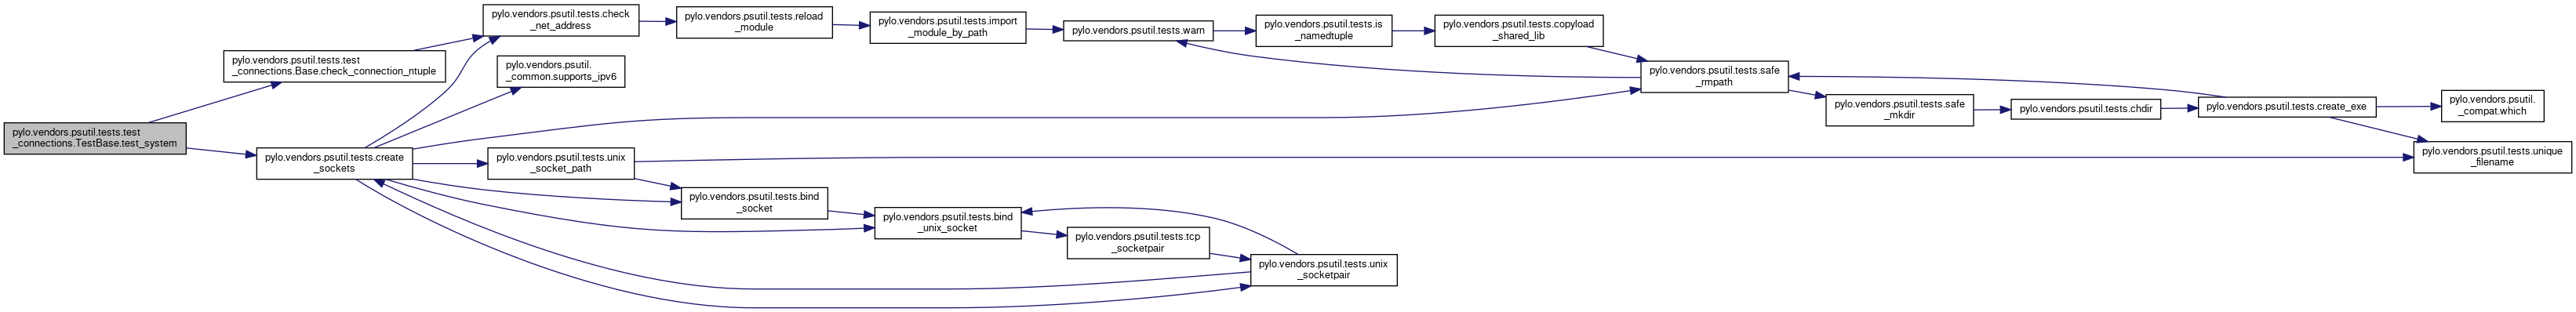 pylo.vendors.psutil.tests.test
_connections.TestBase.test_system
pylo.vendors.psutil.tests.test
_connections.Base.check_connection_ntuple
pylo.vendors.psutil.tests.create
_sockets
pylo.vendors.psutil.tests.check
_net_address
pylo.vendors.psutil.
_common.supports_ipv6
pylo.vendors.psutil.tests.unix
_socket_path
pylo.vendors.psutil.tests.reload
_module
pylo.vendors.psutil.tests.bind
_socket
pylo.vendors.psutil.tests.import
_module_by_path
pylo.vendors.psutil.tests.bind
_unix_socket
pylo.vendors.psutil.tests.warn
pylo.vendors.psutil.tests.tcp
_socketpair
pylo.vendors.psutil.tests.is
_namedtuple
pylo.vendors.psutil.tests.unix
_socketpair
pylo.vendors.psutil.tests.copyload
_shared_lib
pylo.vendors.psutil.tests.safe
_rmpath
pylo.vendors.psutil.tests.safe
_mkdir
pylo.vendors.psutil.tests.chdir
pylo.vendors.psutil.tests.create_exe
pylo.vendors.psutil.
_compat.which
pylo.vendors.psutil.tests.unique
_filename